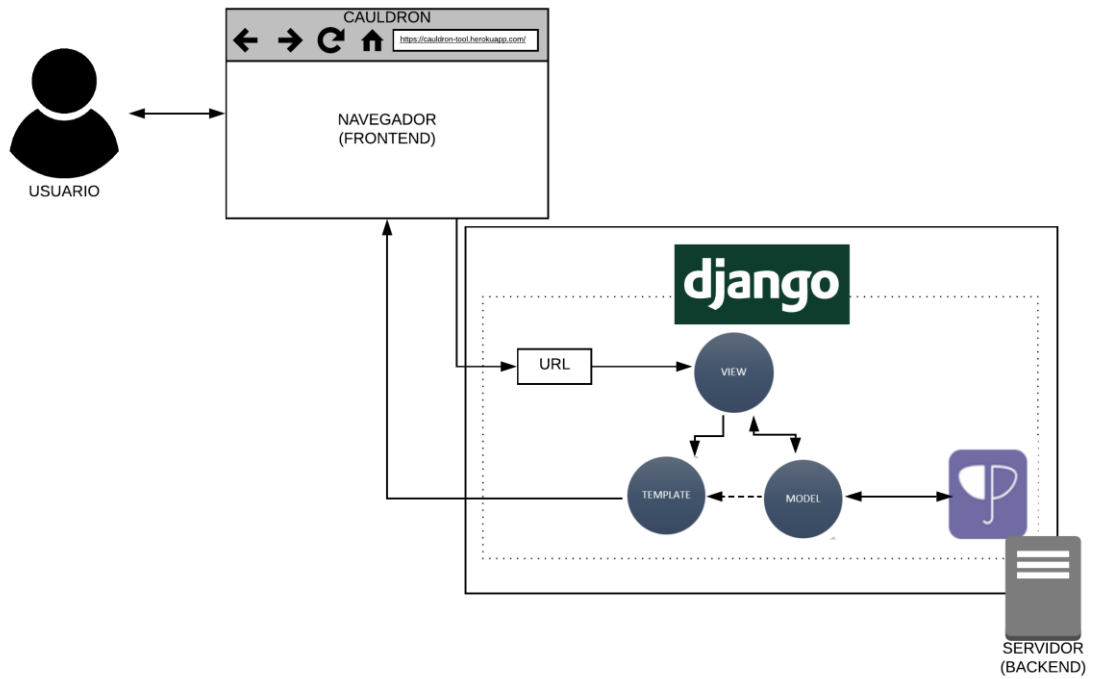 CAULDRON
https://cauldron-tool.herokuapp.com/
NAVEGADOR
(FRONTEND)
USUARIO
django
URL
VIEW
TEMPLATE
MODEL
SERVIDOR
(BACKEND)